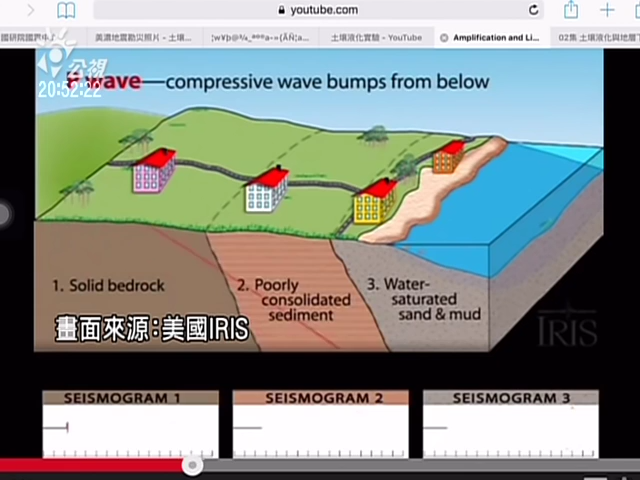 youtube.com
國研院國震中
美濃地震勘災照片 - 土壤...
土壤液化實驗 - YouTube
Amplification and Li...
02集 土壤液化與地層下
公視
20:52:22
P wave—compressive wave bumps from below
1. Solid bedrock
2. Poorly
consolidated
sediment
3. Water-
saturated
sand & mud
畫面來源:美國IRIS
IRIS
SEISMOGRAM 1
SEISMOGRAM 2
SEISMOGRAM 3